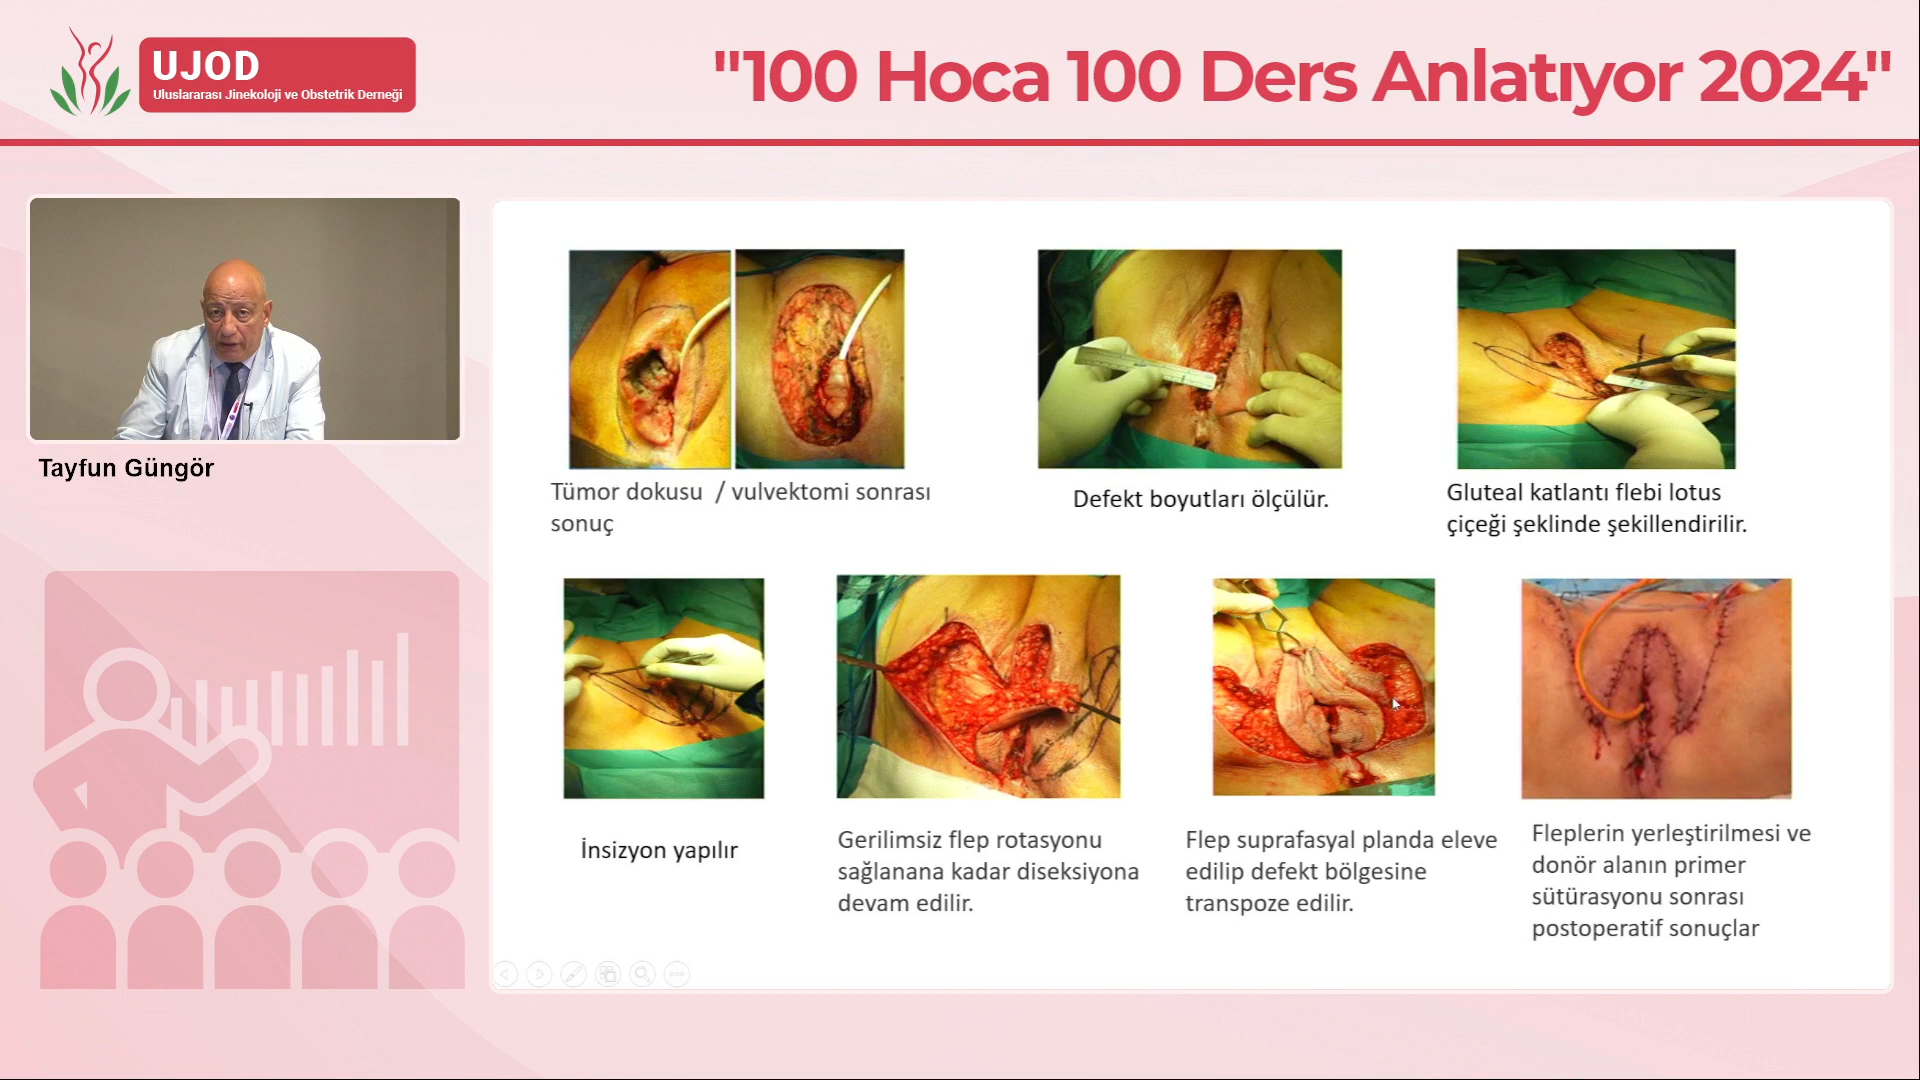 UJOD
Uluslararası Jinekoloji ve Obstetrik Derneği
"100 Hoca 100 Ders Anlatıyor 2024"
Tayfun Güngör
Tümor dokusu / vulvektomi sonrası
sonuç
Defekt boyutları ölçülür.
Gluteal katlantı flebi lotus
çiçeği şeklinde şekillendirilir.
İnsizyon yapılır
Gerilimsiz flep rotasyonu
sağlanana kadar diseksiyona
devam edilir.
Flep suprafasyal planda eleve
edilip defekt bölgesine
transpoze edilir.
Fleplerin yerleştirilmesi ve
donör alanın primer
sütürasyonu sonrası
postoperatif sonuçlar